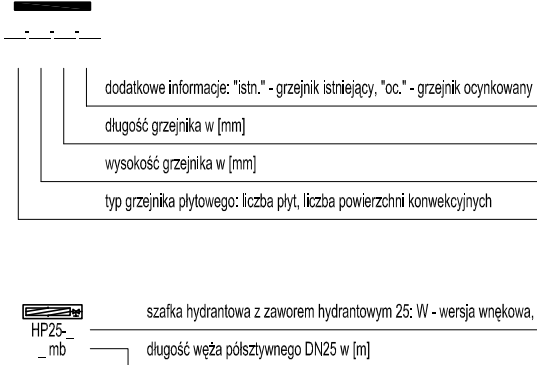 __-__-__-__
dodatkowe informacje: "istn." - grzejnik istniejący, "oc." - grzejnik ocynkowany
długość grzejnika w [mm]
wysokość grzejnika w [mm]
typ grzejnika płytowego: liczba płyt, liczba powierzchni konwekcyjnych
szafka hydrantowa z zaworem hydrantowym 25: W - wersja wnękowa,
HP25-_
_ mb
długość węża półsztywnego DN25 w [m]